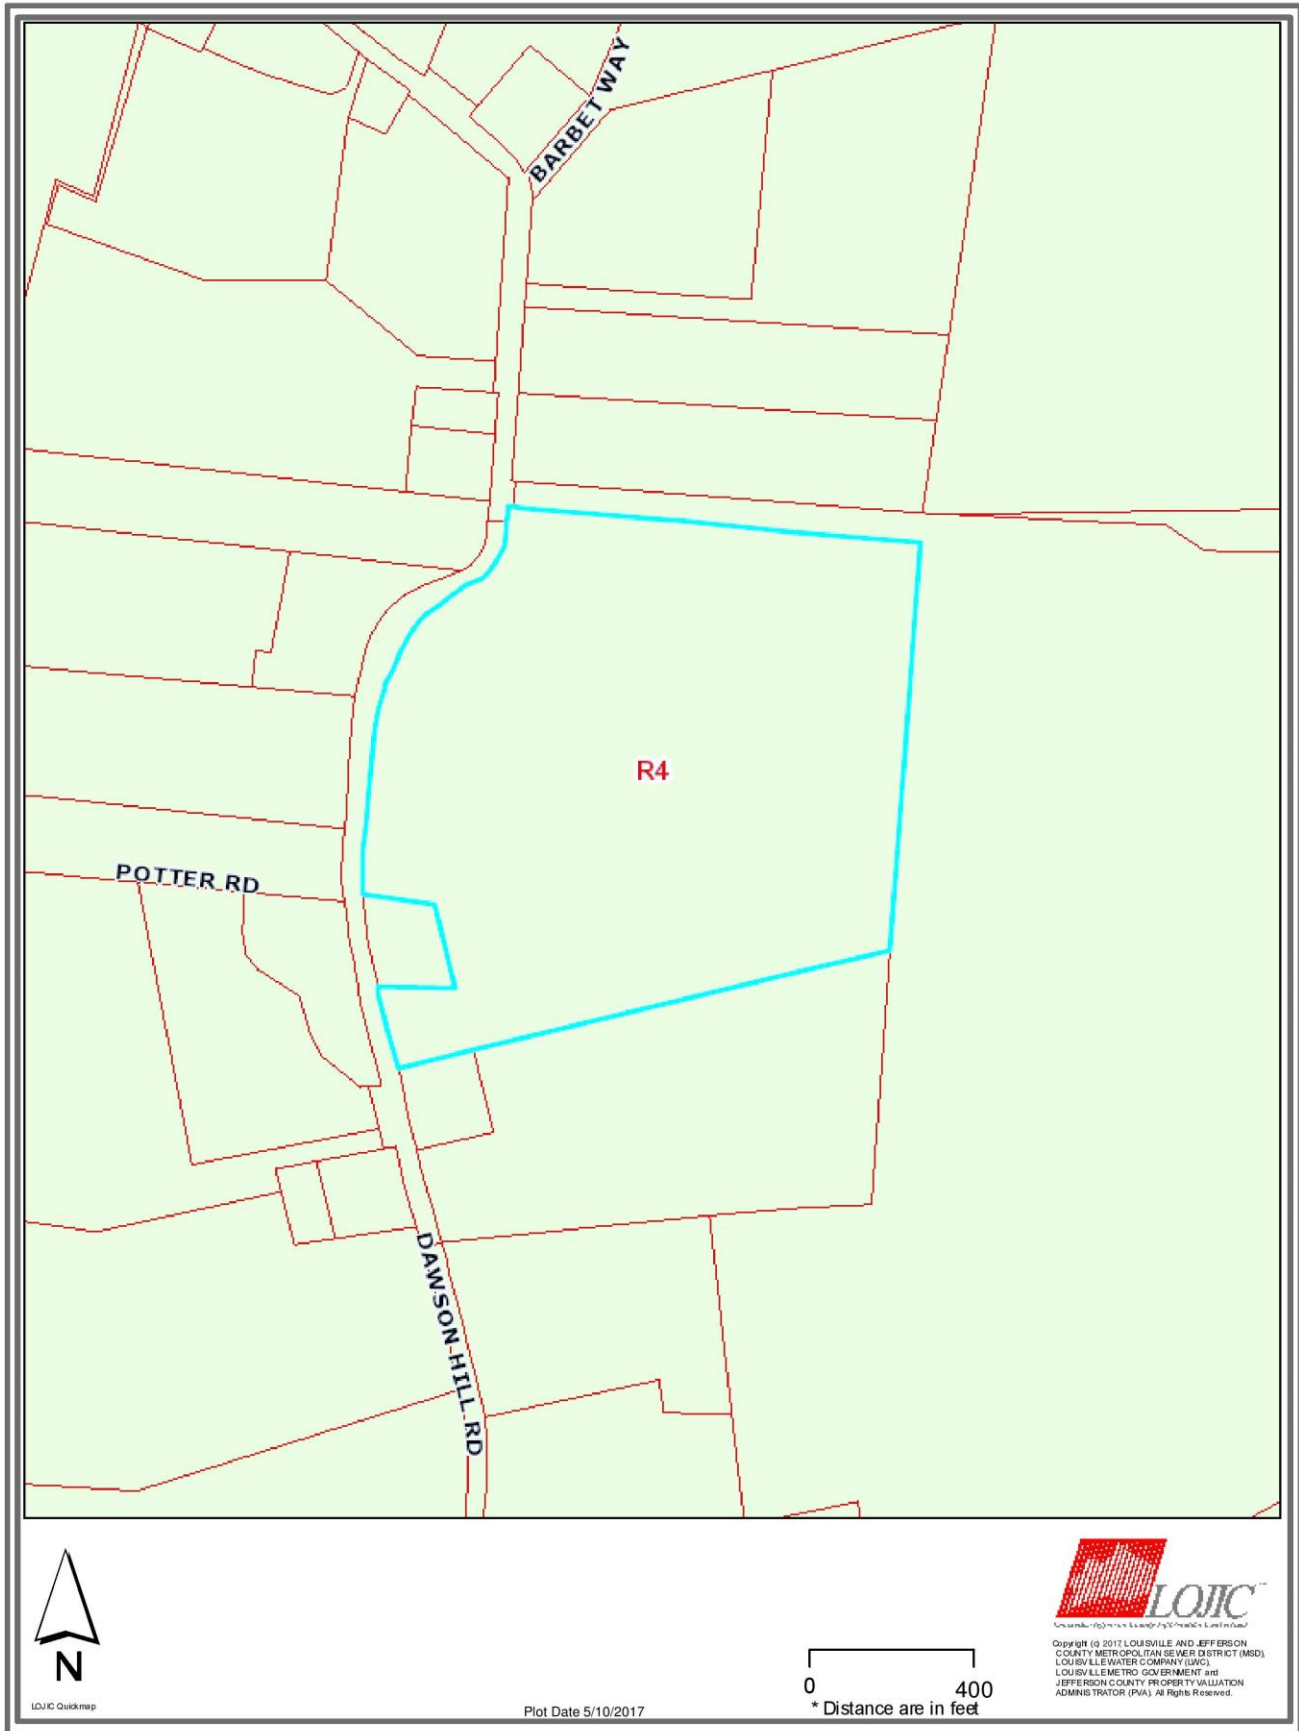 BARBET WAY
R4
POTTER RD
DAWSON HILL RD
N
LOJIC Quickmap
Plot Date 5/10/2017
0 400
* Distance are in feet
LOJIC
Copyright (c) 2017 LOUISVILLE AND JEFFERSON
COUNTY METROPOLITAN SEWER DISTRICT (MSD),
LOUISVILLE WATER COMPANY (LWC),
LOUISVILLE METRO GOVERNMENT and
JEFFERSON COUNTY PROPERTY VALUATION
ADMINISTRATOR (PVA). All Rights Reserved.